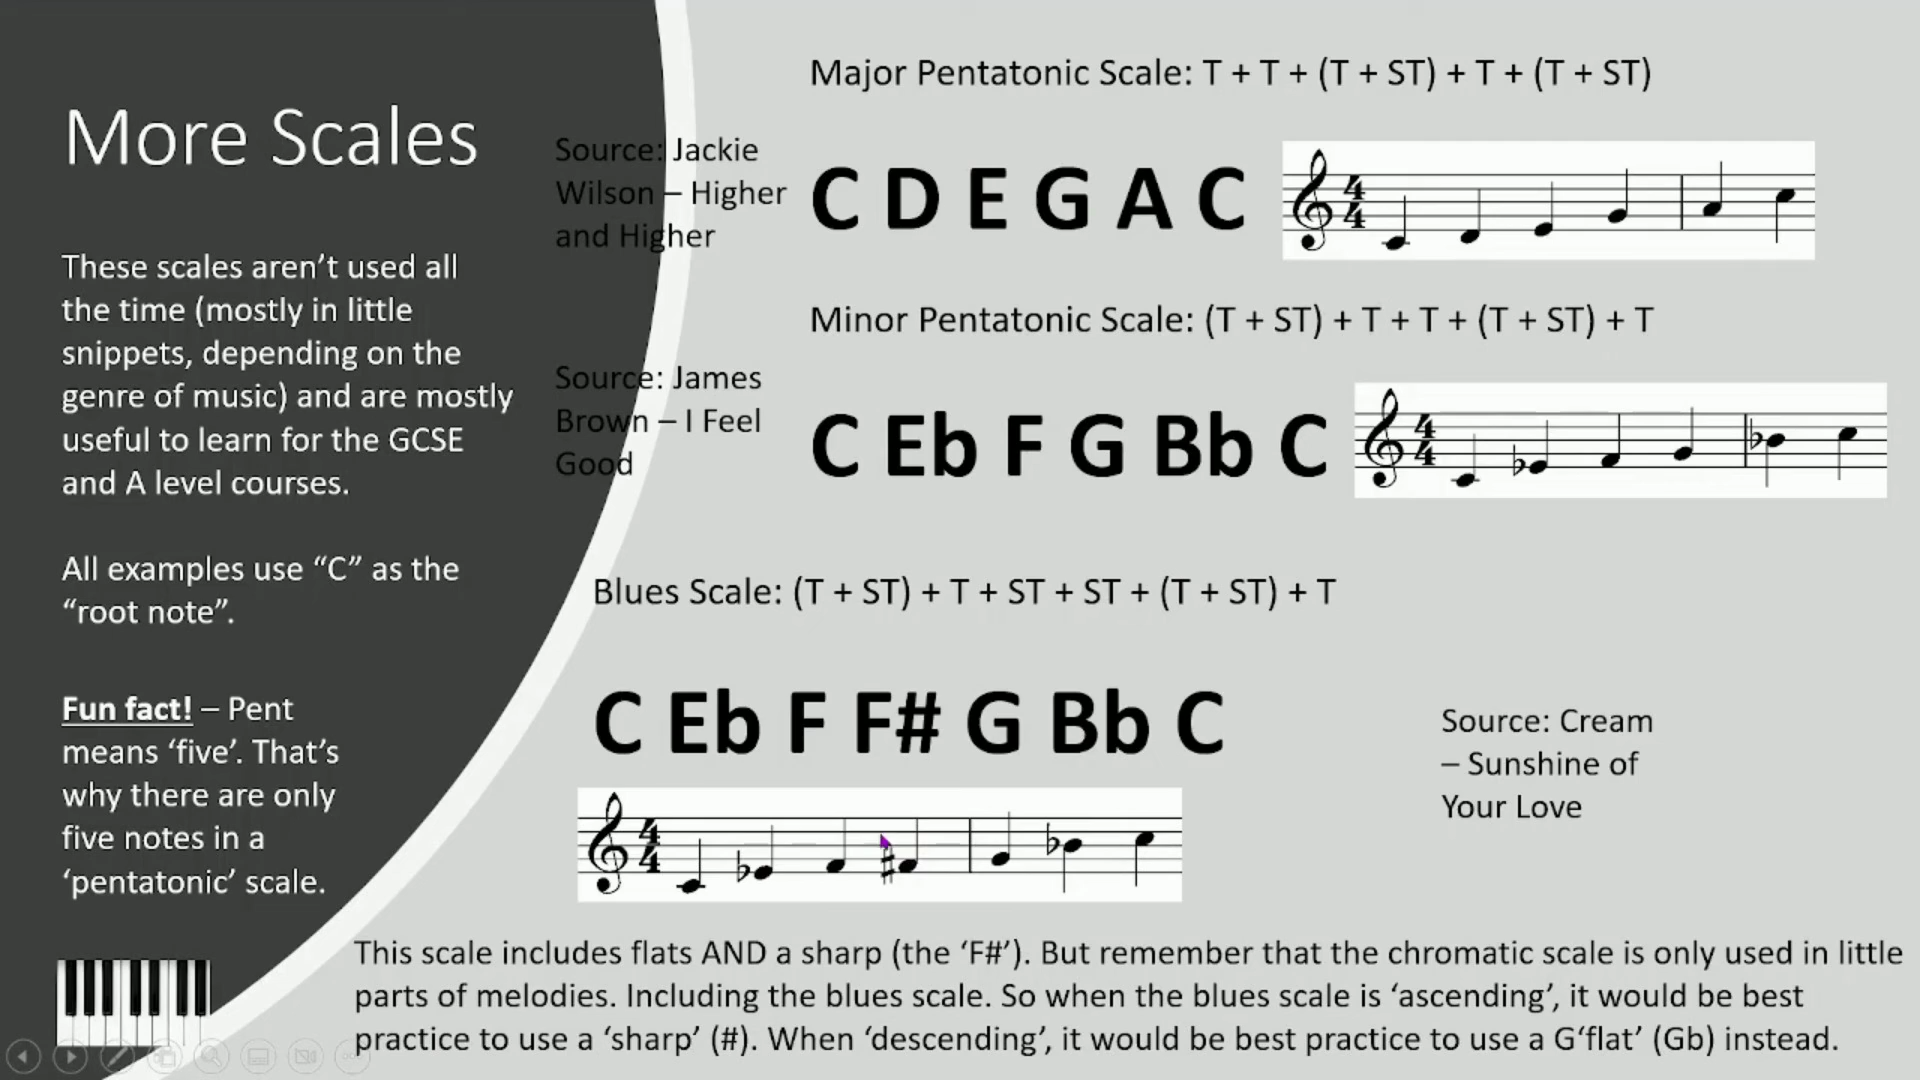 More Scales
These scales aren’t used all
the time (mostly in little
snippets, depending on the
genre of music) and are mostly
useful to learn for the GCSE
and A level courses.
All examples use “C” as the
“root note”.
Fun fact! – Pent
means ‘five’. That’s
why there are only
five notes in a
‘pentatonic’ scale.
Major Pentatonic Scale: T + T + (T + ST) + T + (T + ST)
Source: Jackie
Wilson – Higher
and Higher
C D E G A C
Minor Pentatonic Scale: (T + ST) + T + T + (T + ST) + T
Source: James
Brown – I Feel
Good
C Eb F G Bb C
Blues Scale: (T + ST) + T + ST + ST + (T + ST) + T
C Eb F F# G Bb C
Source: Cream
– Sunshine of
Your Love
This scale includes flats AND a sharp (the ‘F#’). But remember that the chromatic scale is only used in little
parts of melodies. Including the blues scale. So when the blues scale is ‘ascending’, it would be best
practice to use a ‘sharp’ (#). When ‘descending’, it would be best practice to use a G‘flat’ (Gb) instead.